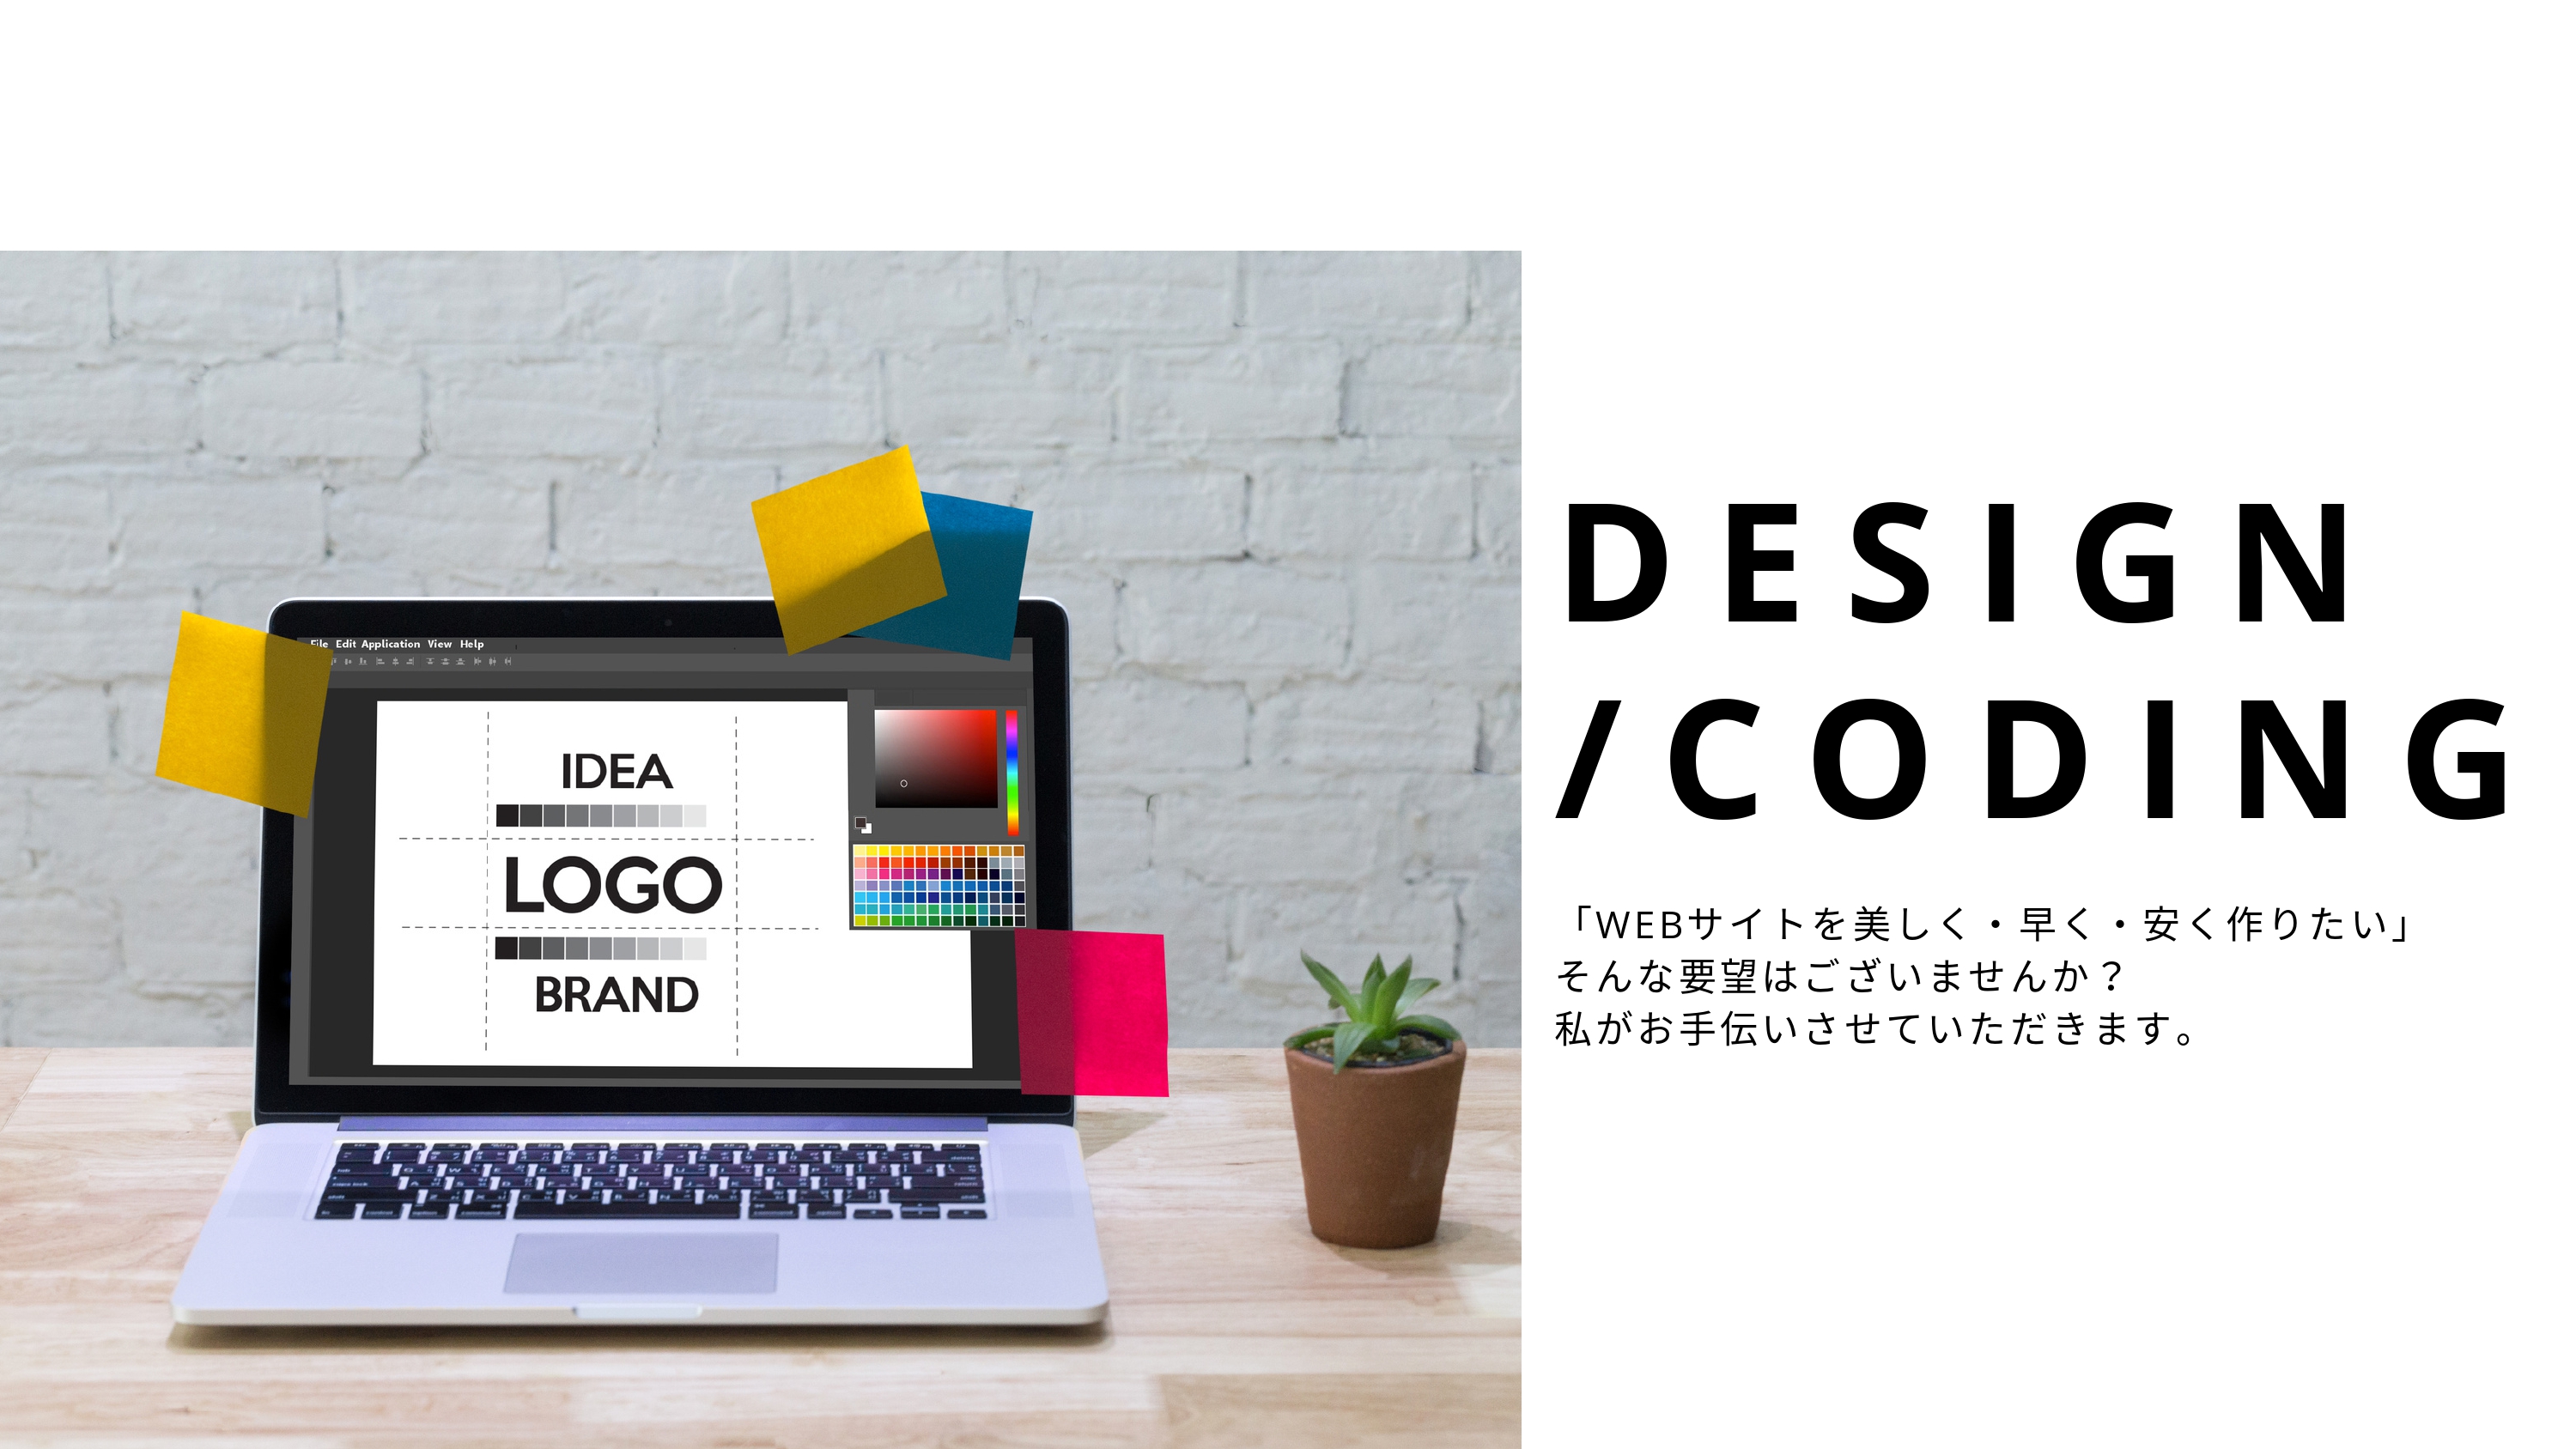 DESIGN
/CODING
「WEBサイトを美しく・早く・安く作りたい」
そんな要望はございませんか？
私がお手伝いさせていただきます。
File Edit Application View Help
IDEA
LOGO
BRAND